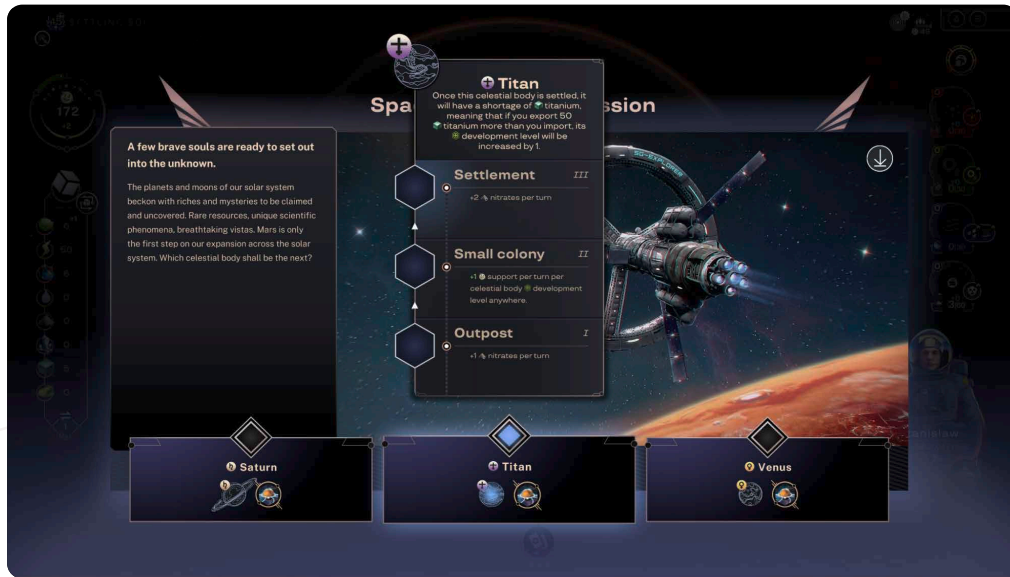 172
+2
Spa
ssion
A few brave souls are ready to set out
into the unknown.
The planets and moons of our solar system
beckon with riches and mysteries to be claimed
and uncovered. Rare resources, unique scientific
phenomena, breathtaking vistas. Mars is only
the first step on our expansion across the solar
system. Which celestial body shall be the next?
Titan
Once this celestial body is settled, it
will have a shortage of titanium,
meaning that if you export 50
titanium more than you import, its
development level will be
increased by 1.
Settlement III
+2 nitrates per turn
Small colony II
+1 support per turn per
celestial body development
level anywhere.
Outpost I
+1 nitrates per turn
SG-EXPLORER
Saturn
Titan
Venus